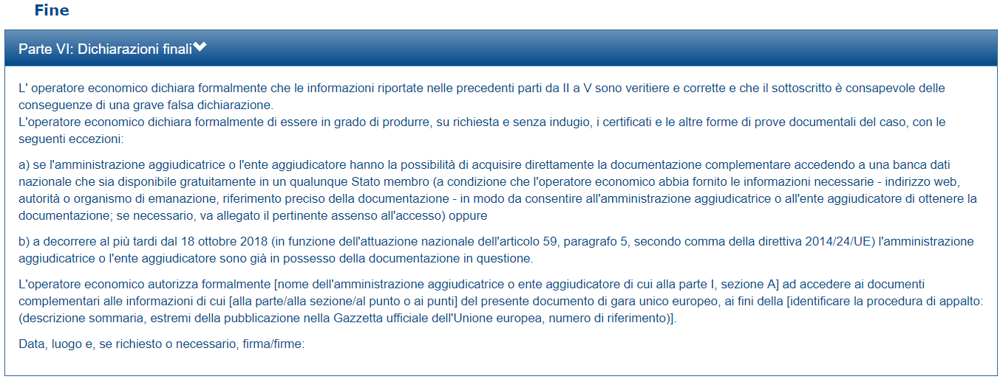 Fine
Parte VI: Dichiarazioni finali
L' operatore economico dichiara formalmente che le informazioni riportate nelle precedenti parti da II a V sono veritiere e corrette e che il sottoscritto è consapevole delle
conseguenze di una grave falsa dichiarazione.
L'operatore economico dichiara formalmente di essere in grado di produrre, su richiesta e senza indugio, i certificati e le altre forme di prove documentali del caso, con le
seguenti eccezioni:
a) se l'amministrazione aggiudicatrice o l'ente aggiudicatore hanno la possibilità di acquisire direttamente la documentazione complementare accedendo a una banca dati
nazionale che sia disponibile gratuitamente in un qualunque Stato membro (a condizione che l'operatore economico abbia fornito le informazioni necessarie - indirizzo web,
autorità o organismo di emanazione, riferimento preciso della documentazione - in modo da consentire all'amministrazione aggiudicatrice o all'ente aggiudicatore di ottenere la
documentazione; se necessario, va allegato il pertinente assenso all'accesso) oppure
b) a decorrere al più tardi dal 18 ottobre 2018 (in funzione dell'attuazione nazionale dell'articolo 59, paragrafo 5, secondo comma della direttiva 2014/24/UE) l'amministrazione
aggiudicatrice o l'ente aggiudicatore sono già in possesso della documentazione in questione.
L'operatore economico autorizza formalmente [nome dell'amministrazione aggiudicatrice o ente aggiudicatore di cui alla parte I, sezione A] ad accedere ai documenti
complementari alle informazioni di cui [alla parte/alla sezione/al punto o ai punti] del presente documento di gara unico europeo, ai fini della [identificare la procedura di appalto:
(descrizione sommaria, estremi della pubblicazione nella Gazzetta ufficiale dell'Unione europea, numero di riferimento)].
Data, luogo e, se richiesto o necessario, firma/firme: